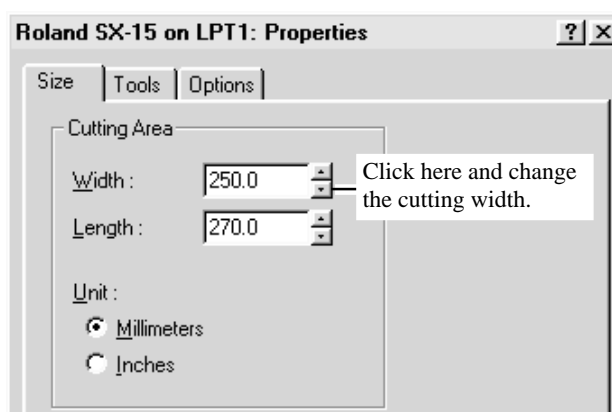 Roland SX-15 on LPT1: Properties ? ×
Size Tools Options
Cutting Area
Width : 250.0
Click here and change
the cutting width.
Length : 270.0
Unit :
Millimeters
Inches